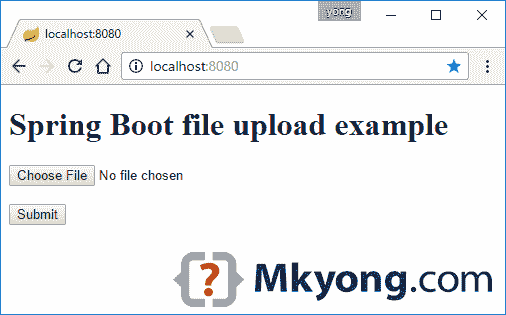 yong
localhost:8080
localhost:8080
Spring Boot file upload example
Choose File No file chosen
Submit
{?} Mkyong.com